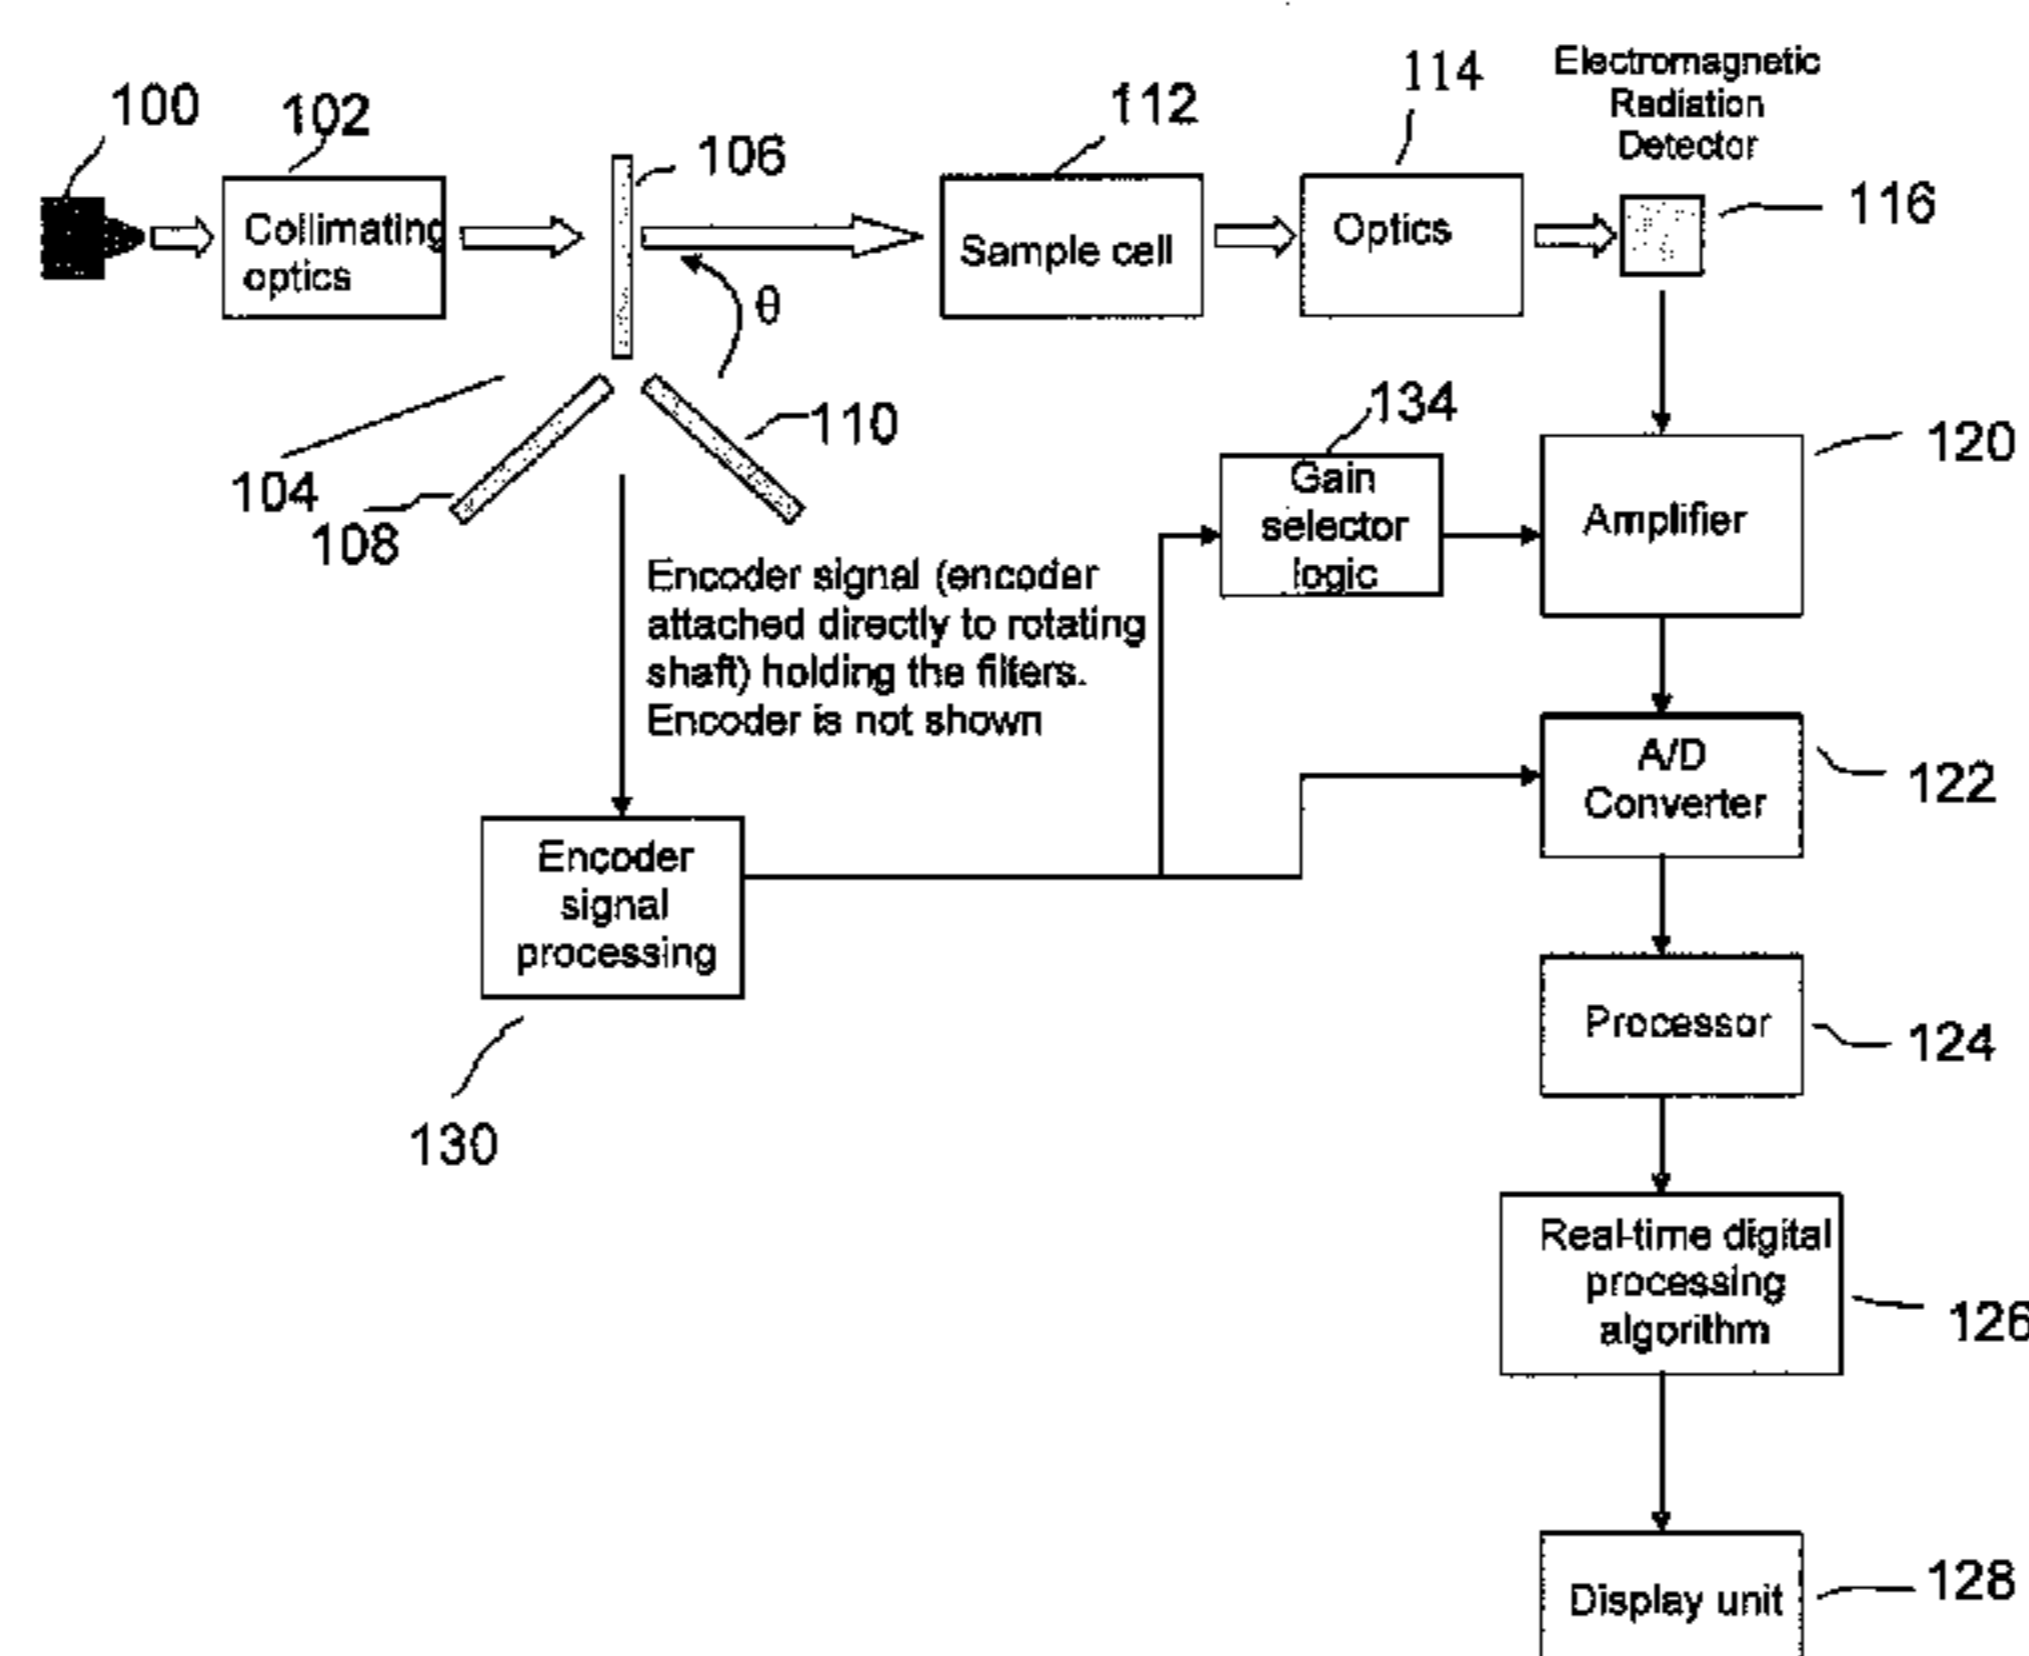 100
102
106
112
114
Electromagnetic
Radiation
Detector
116
Collimating
optics
Sample cell
Optics
θ
104
108
110
134
Gain
selector
logic
Amplifier
120
Encoder signal (encoder
attached directly to rotating
shaft) holding the filters.
Encoder is not shown
A/D
Converter
122
Encoder
signal
processing
130
Processor
124
Real-time digital
processing
algorithm
126
Display unit
128